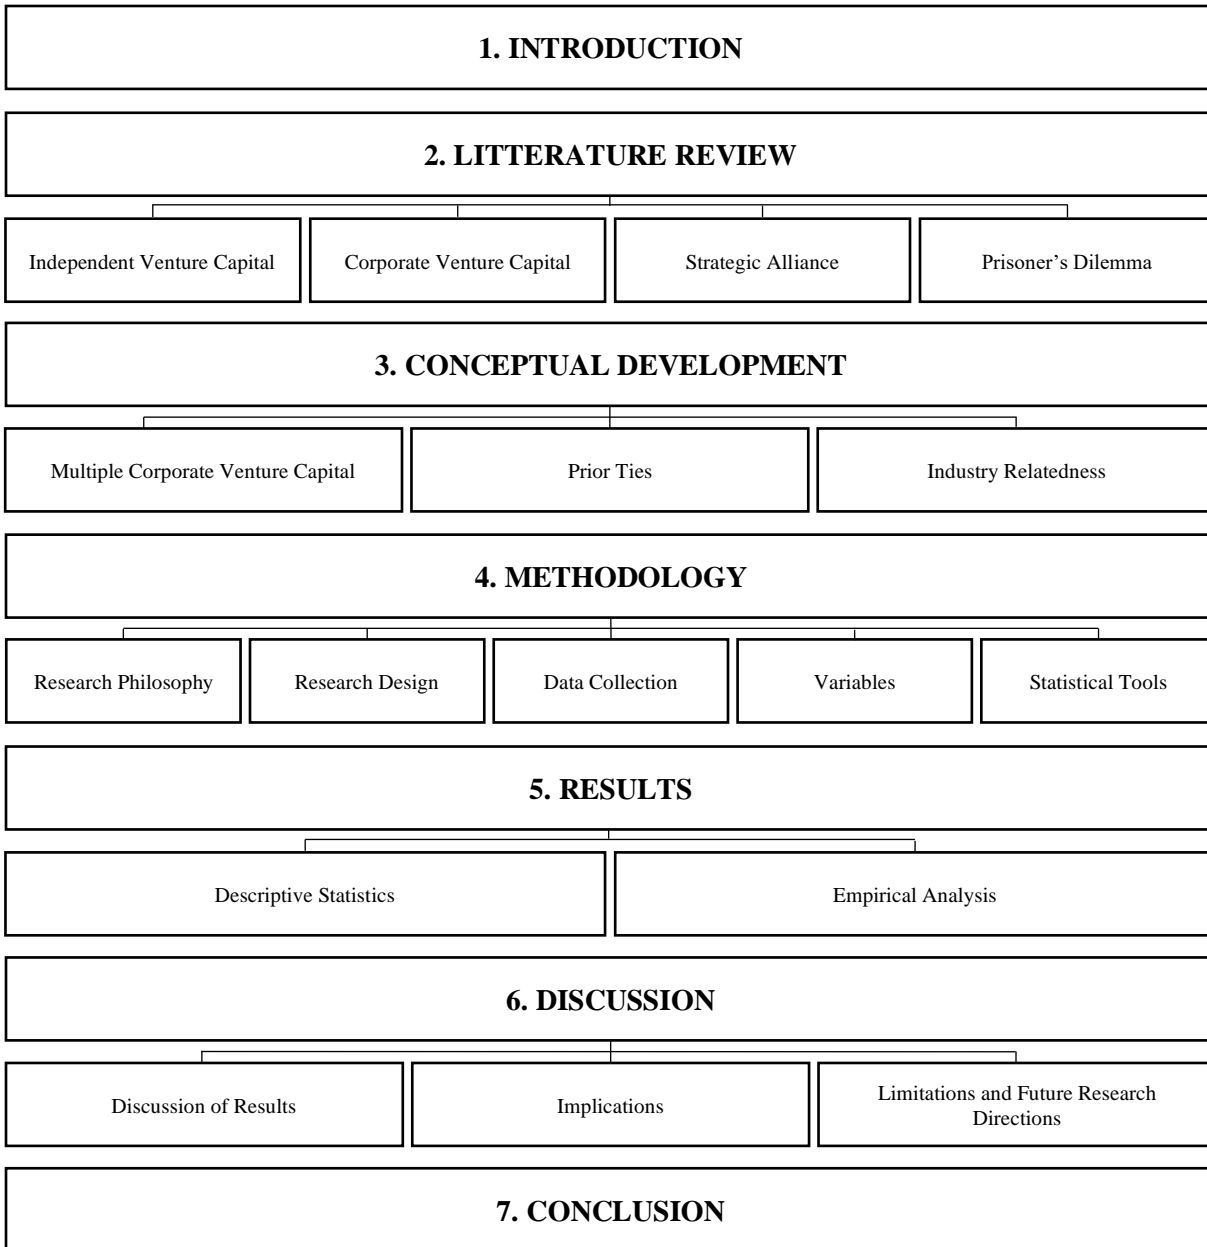 1. INTRODUCTION
2. LITTERATURE REVIEW
Independent Venture Capital
Corporate Venture Capital
Strategic Alliance
Prisoner’s Dilemma
3. CONCEPTUAL DEVELOPMENT
Multiple Corporate Venture Capital
Prior Ties
Industry Relatedness
4. METHODOLOGY
Research Philosophy
Research Design
Data Collection
Variables
Statistical Tools
5. RESULTS
Descriptive Statistics
Empirical Analysis
6. DISCUSSION
Discussion of Results
Implications
Limitations and Future Research
Directions
7. CONCLUSION